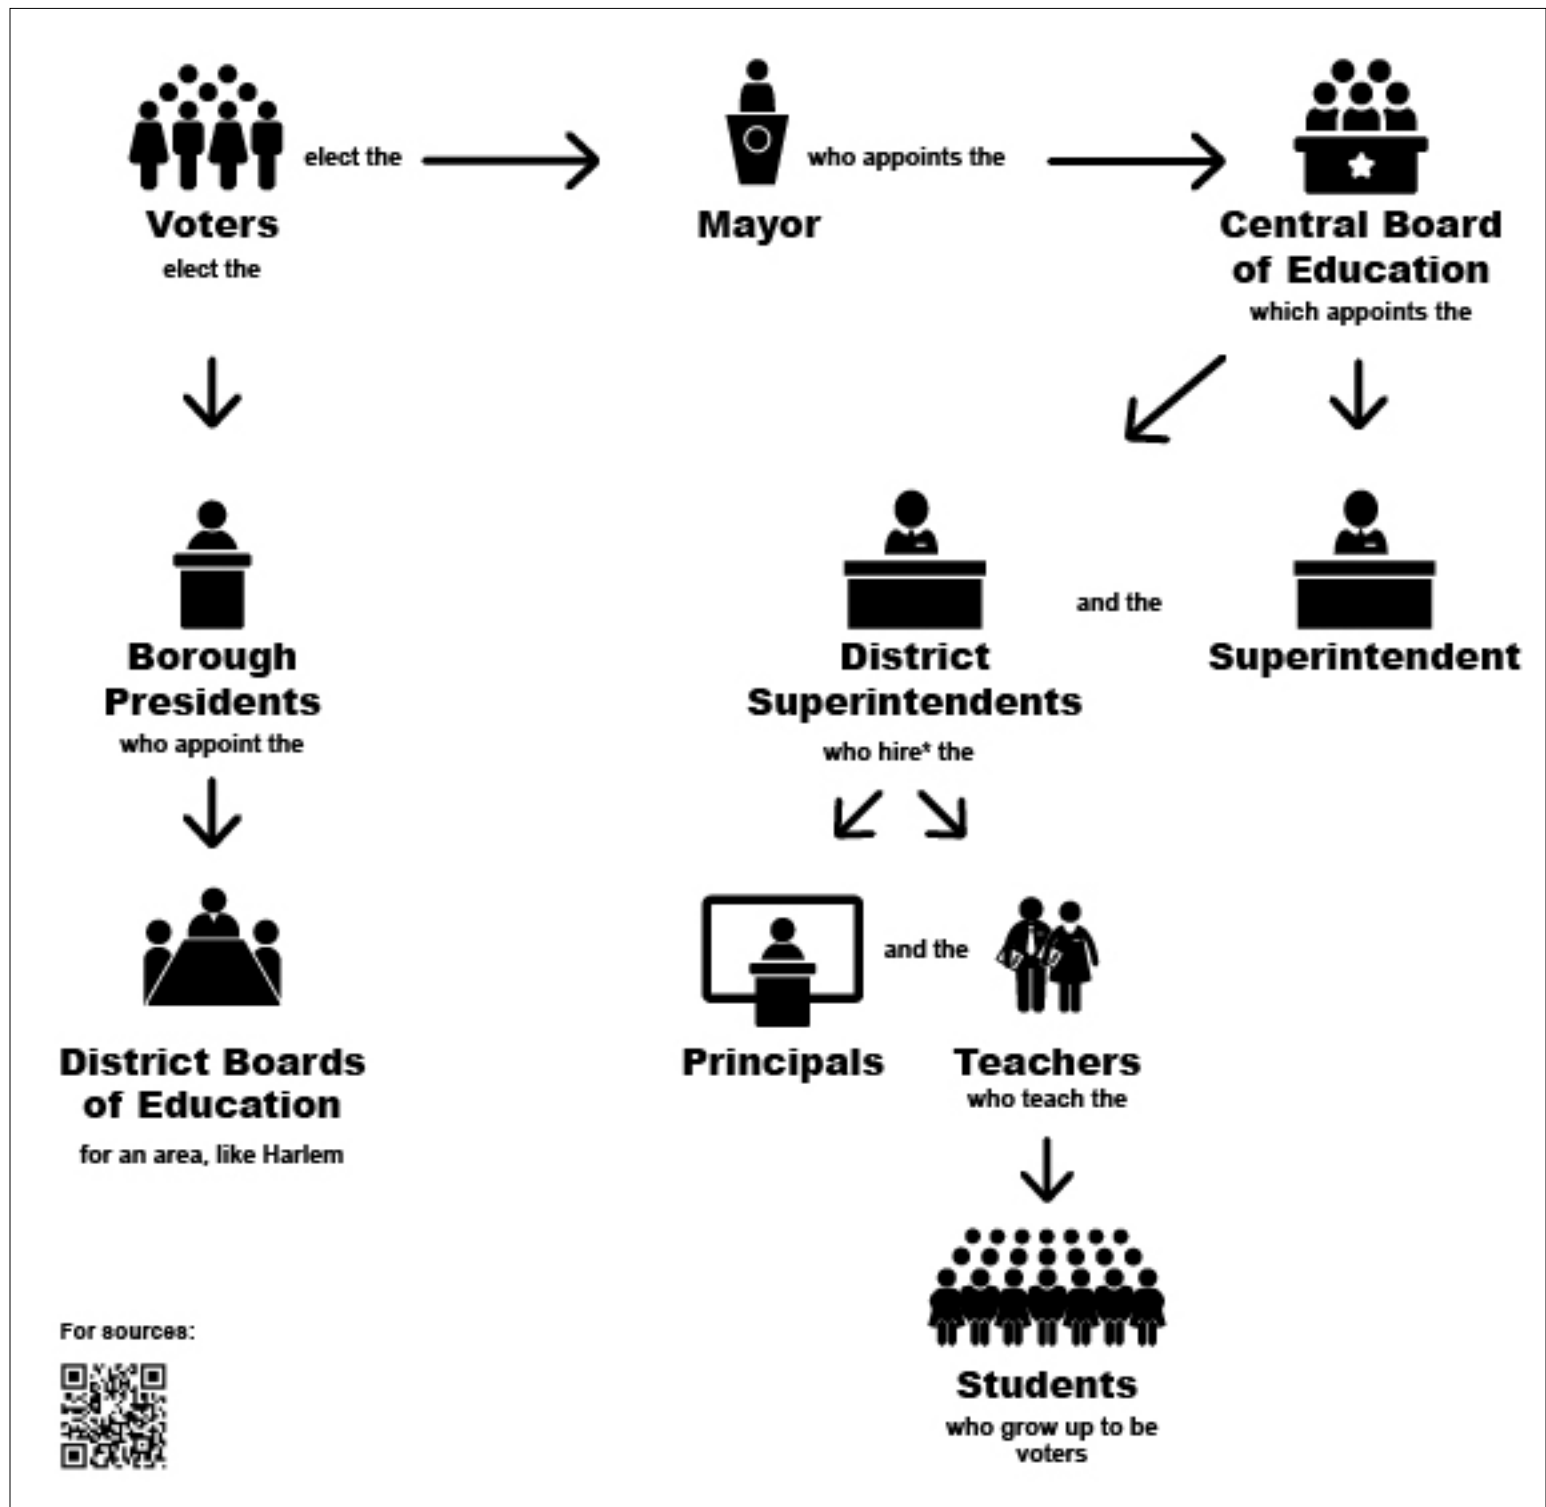 elect the
who appoints the
Voters
elect the
Mayor
Central Board
of Education
which appoints the
and the
Borough
Presidents
who appoint the
District
Superintendents
who hire* the
Superintendent
and the
District Boards
of Education
for an area, like Harlem
Principals
Teachers
who teach the
For sources:
Students
who grow up to be
voters